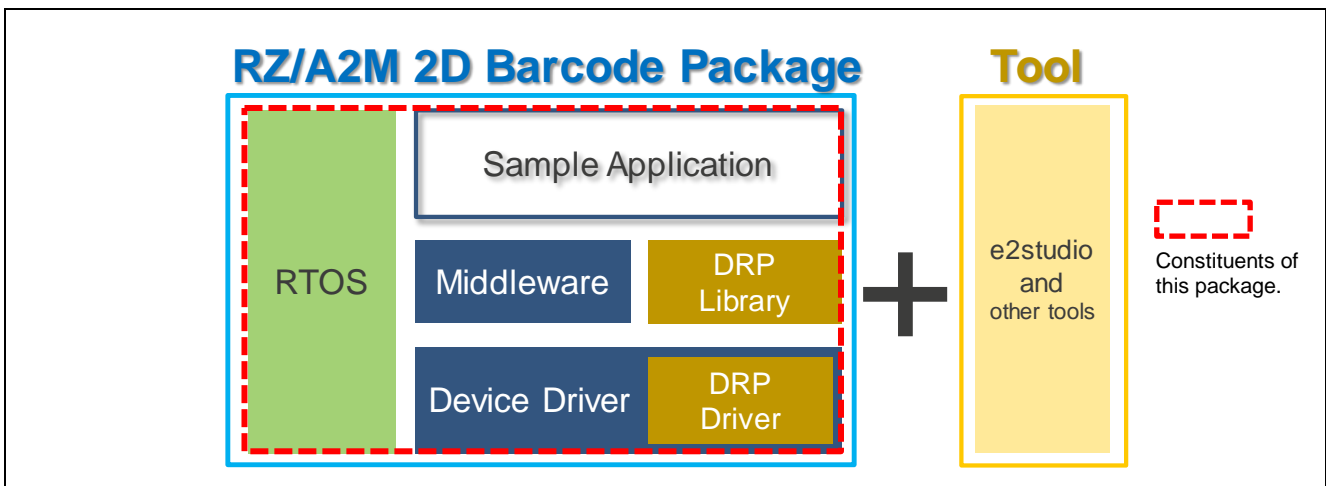 RZ/A2M 2D Barcode Package
Tool
RTOS
Sample Application
Middleware
DRP
Library
Device Driver
DRP
Driver
e2studio
and
other tools
Constituents of
this package.